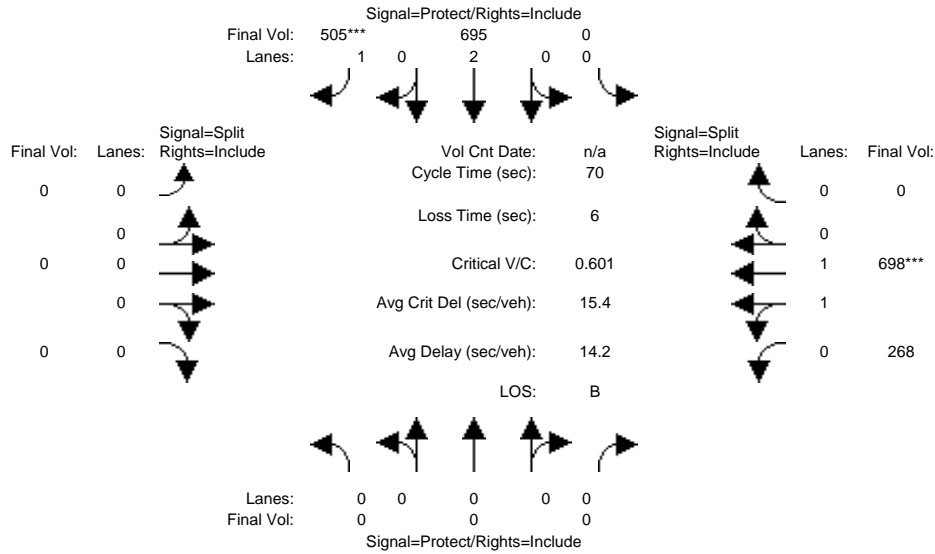 Signal=Protect/Rights=Include
Final Vol: 505*** 695 0
Lanes: 1 0 2 0 0
Signal=Split Signal=Split
Final Vol: Lanes: Rights=Include Vol Cnt Date: n/a Rights=Include Lanes: Final Vol:
Cycle Time (sec): 70
0 0 0 0
Loss Time (sec): 6
0 0
0 0 Critical V/C: 0.601 1 698***
0 Avg Crit Del (sec/veh): 15.4 1
0 0 Avg Delay (sec/veh): 14.2 0 268
LOS: B
Lanes: 0 0 0 0 0
Final Vol: 0 0 0
Signal=Protect/Rights=Include